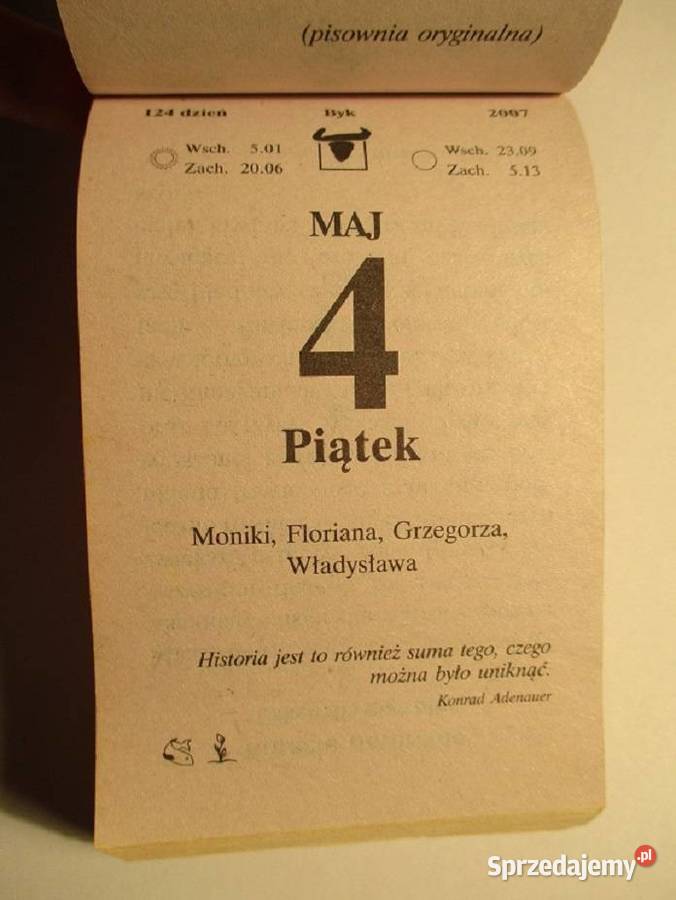 (pisownia oryginalna)
124 dzień Byk 2007
Wsch. 5.01 Wsch. 23.09
Zach. 20.06 Zach. 5.13
MAJ
4
Piątek
Moniki, Floriana, Grzegorza,
Władysława
Historia jest to również suma tego, czego
można było uniknąć.
Konrad Adenauer
Sprzedajemy.pl